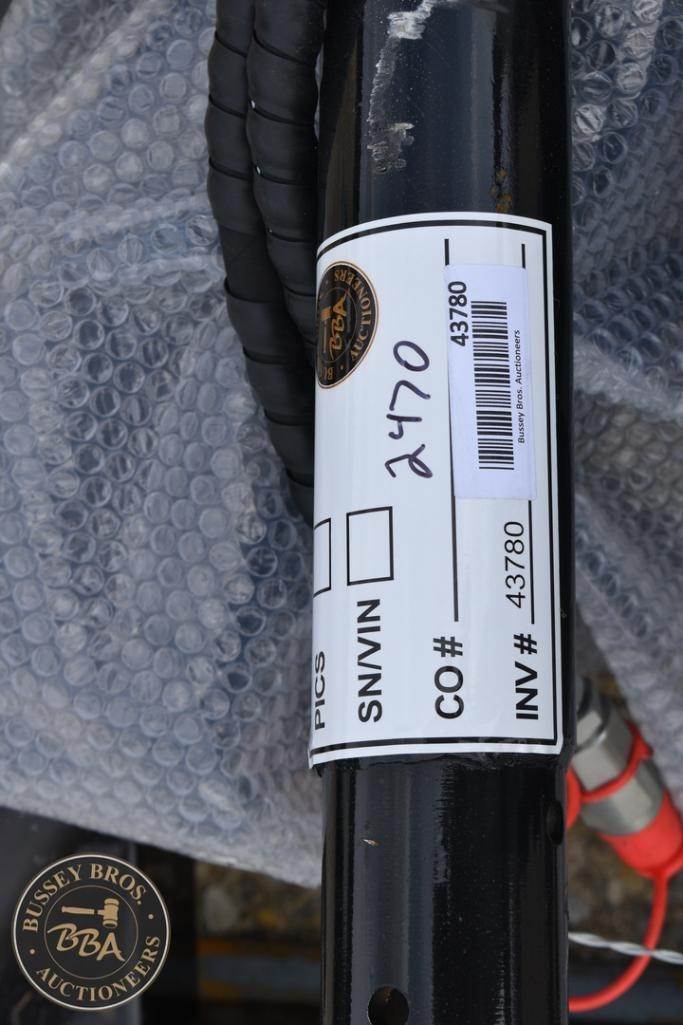 PICS
SN/VIN
2470
CO #
43780
Bussey Bros. Auctioneers
INV # 43780
BBA
AUCTIONEERS
BUSSEY BROS.
BBA
AUCTIONEERS